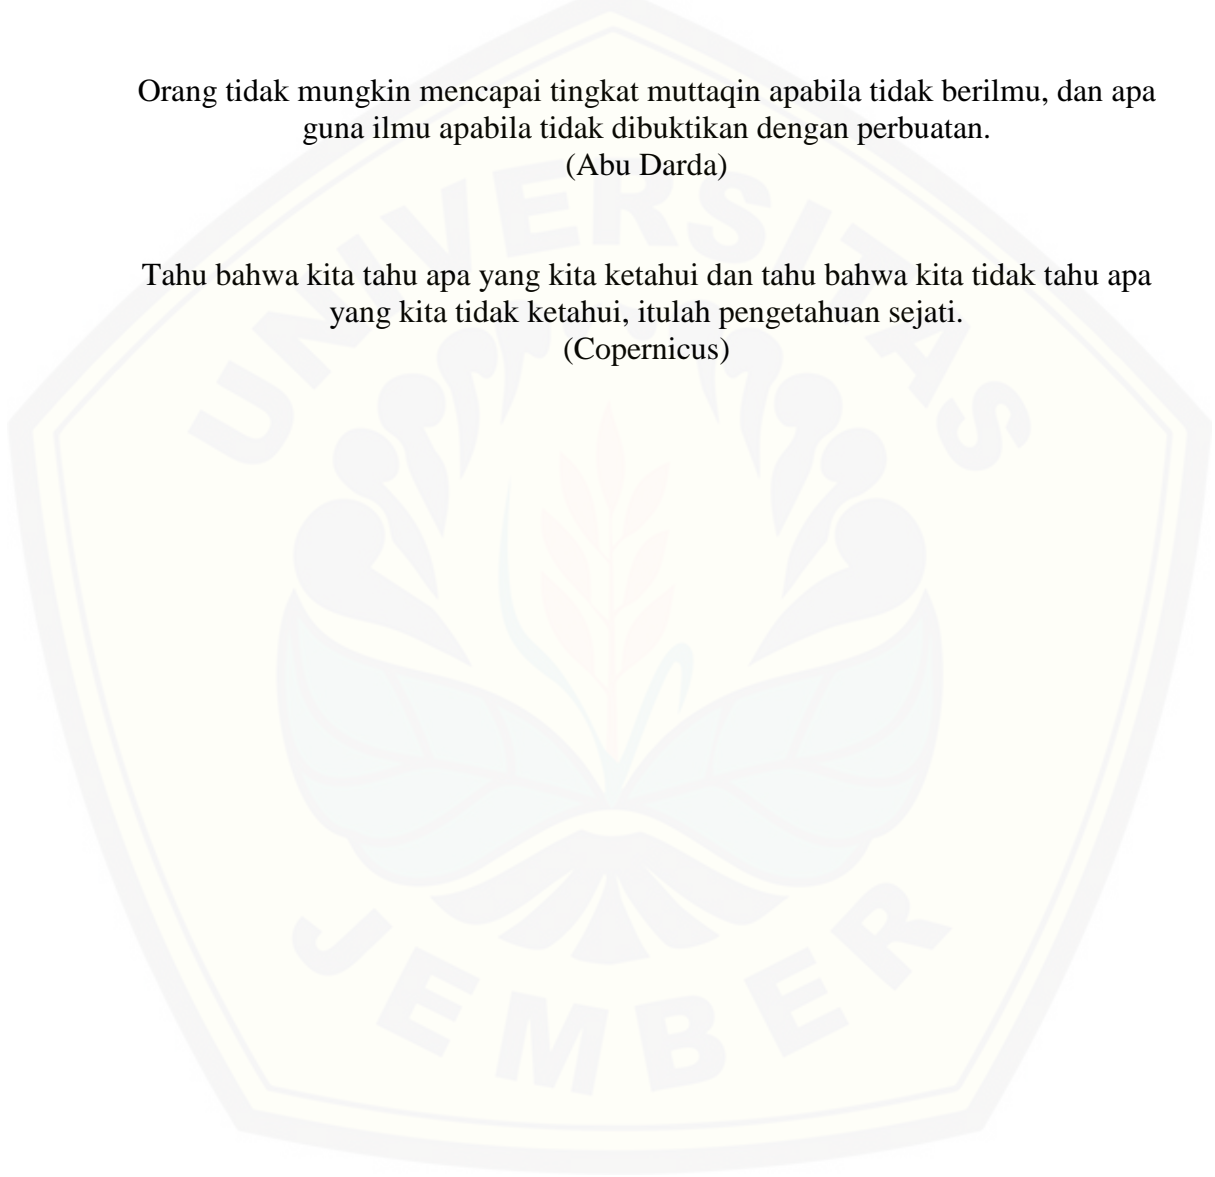 Orang tidak mungkin mencapai tingkat muttaqin apabila tidak berilmu, dan apa
guna ilmu apabila tidak dibuktikan dengan perbuatan.
(Abu Darda)
Tahu bahwa kita tahu apa yang kita ketahui dan tahu bahwa kita tidak tahu apa
yang kita tidak ketahui, itulah pengetahuan sejati.
(Copernicus)
UNIVERSITAS
JEMBER